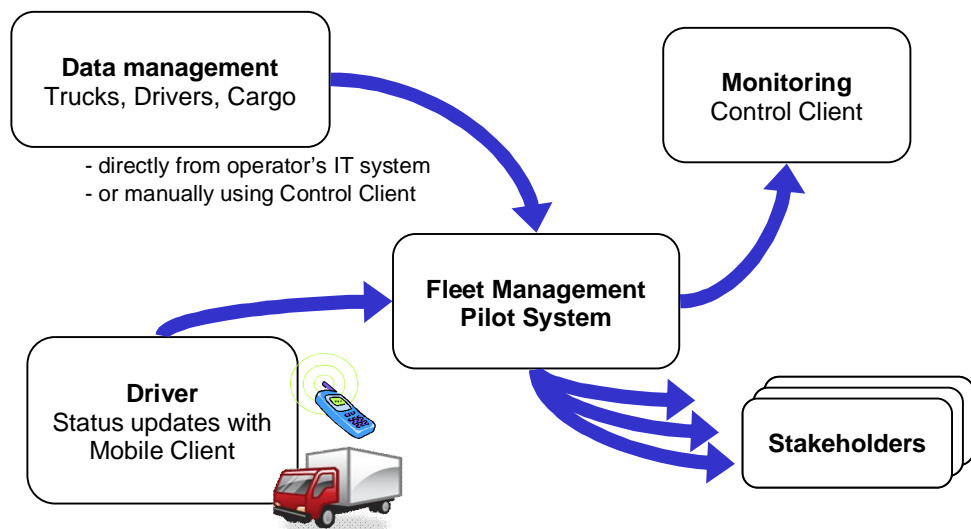 Data management
Trucks, Drivers, Cargo
- directly from operator's IT system
- or manually using Control Client
Monitoring
Control Client
Fleet Management
Pilot System
Driver
Status updates with
Mobile Client
Stakeholders